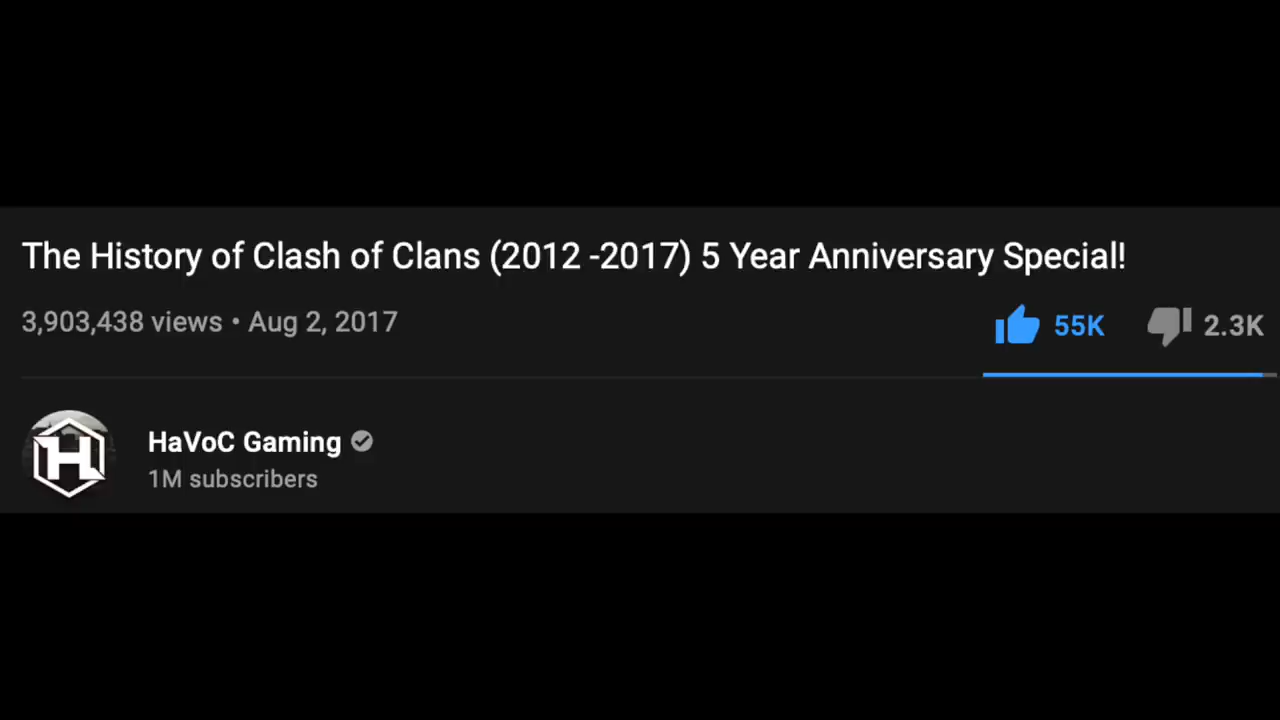 The History of Clash of Clans (2012 -2017) 5 Year Anniversary Special!
3,903,438 views • Aug 2, 2017
55K
2.3K
H
HaVoC Gaming
1M subscribers